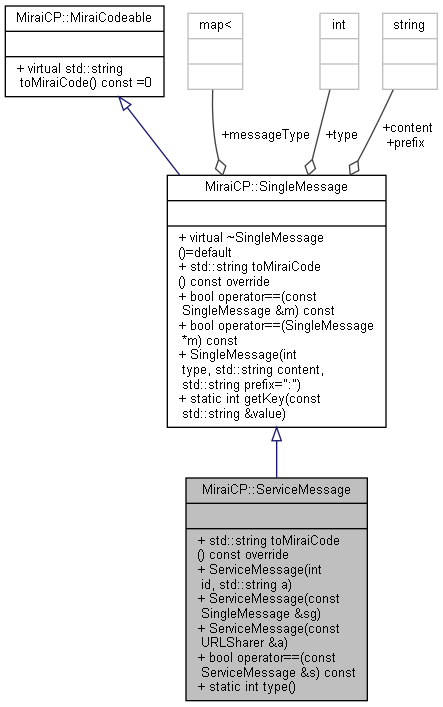 MiraiCP::MiraiCodeable
+ virtual std::string
toMiraiCode() const =0
map<
int
string
+messageType
+type
+content
+prefix
MiraiCP::SingleMessage
+ virtual ~SingleMessage
()=default
+ std::string toMiraiCode
() const override
+ bool operator==(const
SingleMessage &m) const
+ bool operator==(SingleMessage
*m) const
+ SingleMessage(int
type, std::string content,
std::string prefix=":")
+ static int getKey(const
std::string &value)
MiraiCP::ServiceMessage
+ std::string toMiraiCode
() const override
+ ServiceMessage(int
id, std::string a)
+ ServiceMessage(const
SingleMessage &sg)
+ ServiceMessage(const
URLSharer &a)
+ bool operator==(const
ServiceMessage &s) const
+ static int type()